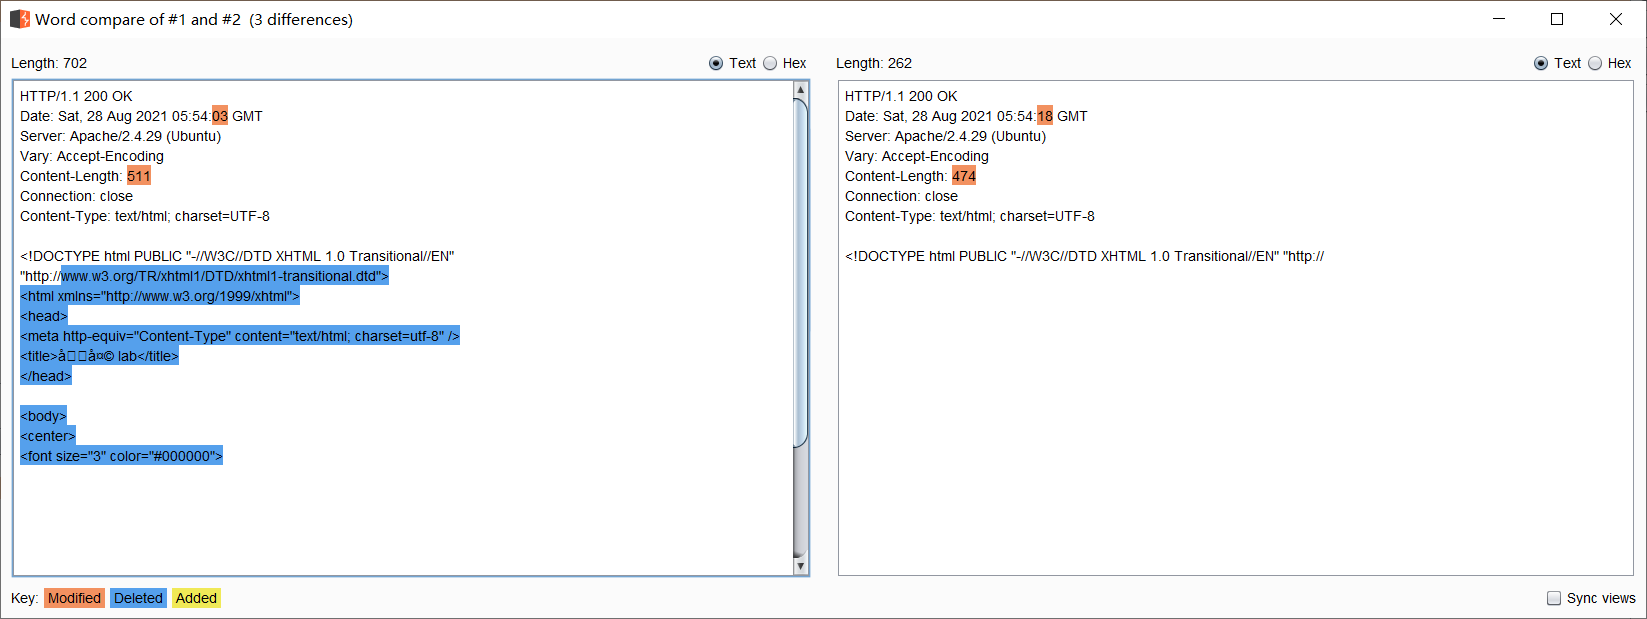 Word compare of #1 and #2 (3 differences)
Length: 702
Text
Hex
Length: 262
Text
Hex
HTTP/1.1 200 OK
Date: Sat, 28 Aug 2021 05:54:03 GMT
Server: Apache/2.4.29 (Ubuntu)
Vary: Accept-Encoding
Content-Length: 511
Connection: close
Content-Type: text/html; charset=UTF-8
<!DOCTYPE html PUBLIC "-//W3C//DTD XHTML 1.0 Transitional//EN"
"http://www.w3.org/TR/xhtml1/DTD/xhtml1-transitional.dtd">
<html xmlns="http://www.w3.org/1999/xhtml">
<head>
<meta http-equiv="Content-Type" content="text/html; charset=utf-8" />
<title>å□□å¤© lab</title>
</head>
<body>
<center>
<font size="3" color="#000000">
HTTP/1.1 200 OK
Date: Sat, 28 Aug 2021 05:54:18 GMT
Server: Apache/2.4.29 (Ubuntu)
Vary: Accept-Encoding
Content-Length: 474
Connection: close
Content-Type: text/html; charset=UTF-8
<!DOCTYPE html PUBLIC "-//W3C//DTD XHTML 1.0 Transitional//EN" "http://
Key: Modified Deleted Added
Sync views